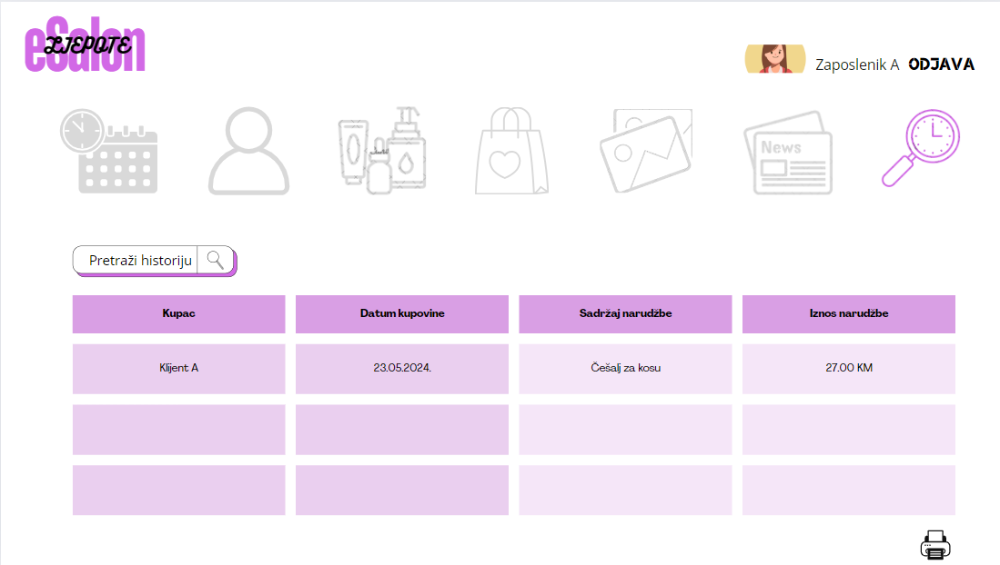 eSalon
LJEPOTE
Zaposlenik A ODJAVA
News
Pretraži historiju
Kupac Datum kupovine Sadržaj narudžbe Iznos narudžbe
Klijent A 23.05.2024. Češalj za kosu 27.00 KM